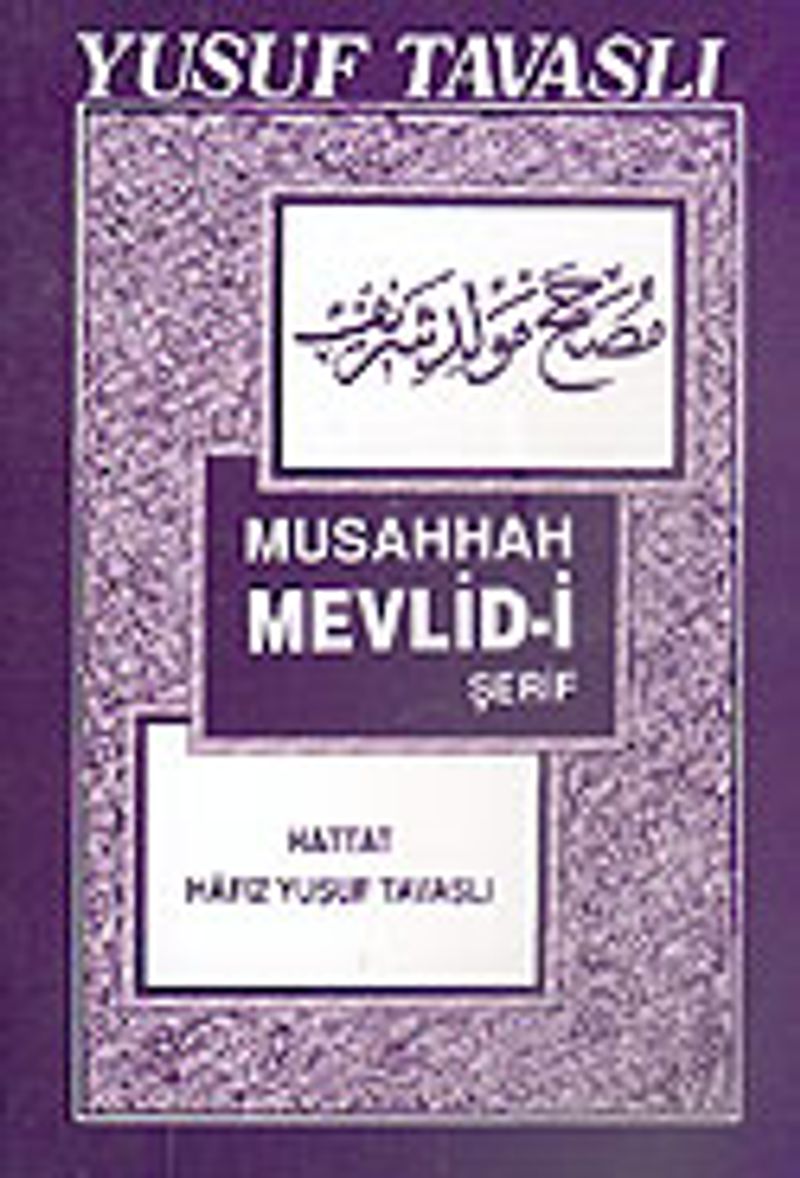 YUSUF TAVASLI
مصحح مولد شريف
MUSAHHAH
MEVLİD-İ
ŞERİF
HATTAT
HÂFIZ YUSUF TAVASLI